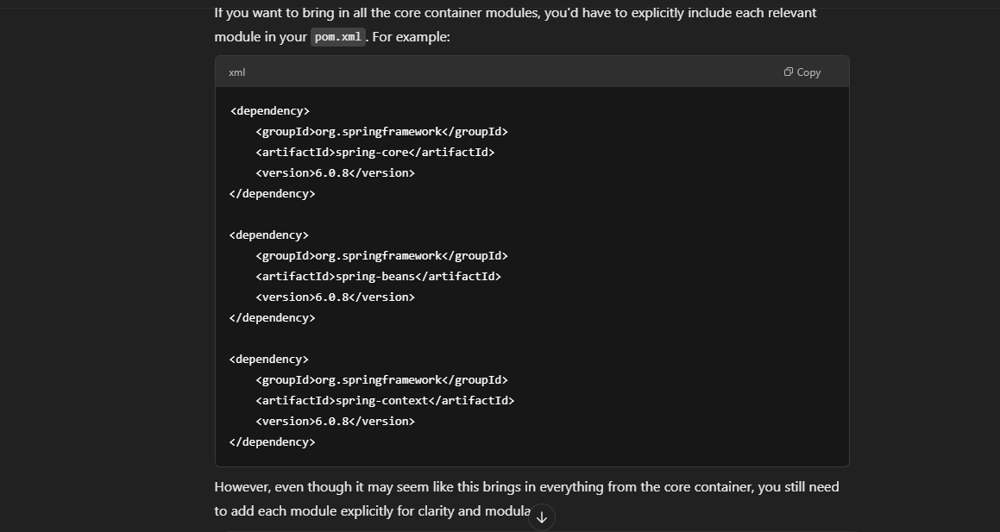 If you want to bring in all the core container modules, you'd have to explicitly include each relevant
module in your pom.xml. For example:
xml
Copy
<dependency>
    <groupId>org.springframework</groupId>
    <artifactId>spring-core</artifactId>
    <version>6.0.8</version>
</dependency>

<dependency>
    <groupId>org.springframework</groupId>
    <artifactId>spring-beans</artifactId>
    <version>6.0.8</version>
</dependency>

<dependency>
    <groupId>org.springframework</groupId>
    <artifactId>spring-context</artifactId>
    <version>6.0.8</version>
</dependency>
However, even though it may seem like this brings in everything from the core container, you still need
to add each module explicitly for clarity and modula